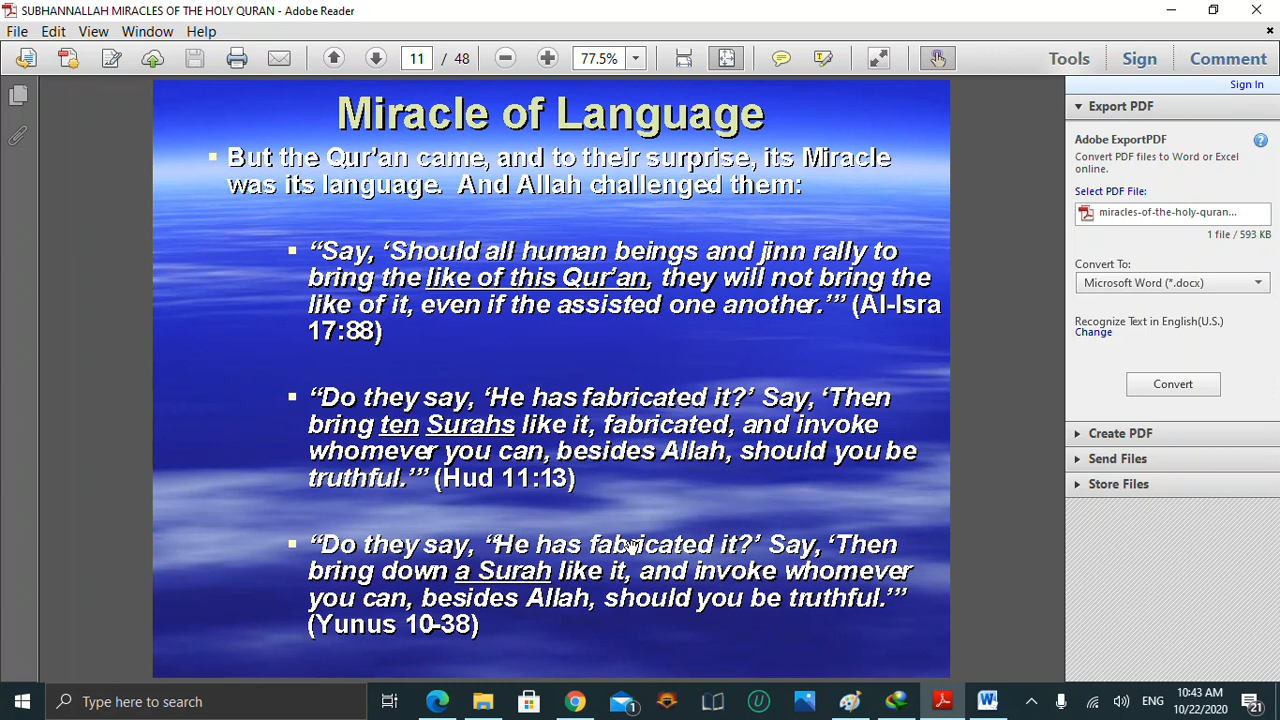 SUBHANNALLAH MIRACLES OF THE HOLY QURAN - Adobe Reader
File Edit View Window Help
11 / 48 77.5% Tools Sign Comment
Sign In
Export PDF
Adobe ExportPDF
Convert PDF files to Word or Excel
online.
Select PDF File:
miracles-of-the-holy-quran...
1 file / 593 KB
Convert To:
Microsoft Word (*.docx)
Recognize Text in English(U.S.)
Change
Convert
Create PDF
Send Files
Store Files
Miracle of Language
But the Qur'an came, and to their surprise, its Miracle
was its language. And Allah challenged them:
“Say, ‘Should all human beings and jinn rally to
bring the like of this Qur’an, they will not bring the
like of it, even if the assisted one another.’” (Al-Isra
17:88)
“Do they say, ‘He has fabricated it?’ Say, ‘Then
bring ten Surahs like it, fabricated, and invoke
whomever you can, besides Allah, should you be
truthful.’” (Hud 11:13)
“Do they say, “He has fabricated it?’ Say, ‘Then
bring down a Surah like it, and invoke whomever
you can, besides Allah, should you be truthful.’”
(Yunus 10-38)
Type here to search
1
ENG
10:43 AM
10/22/2020
21